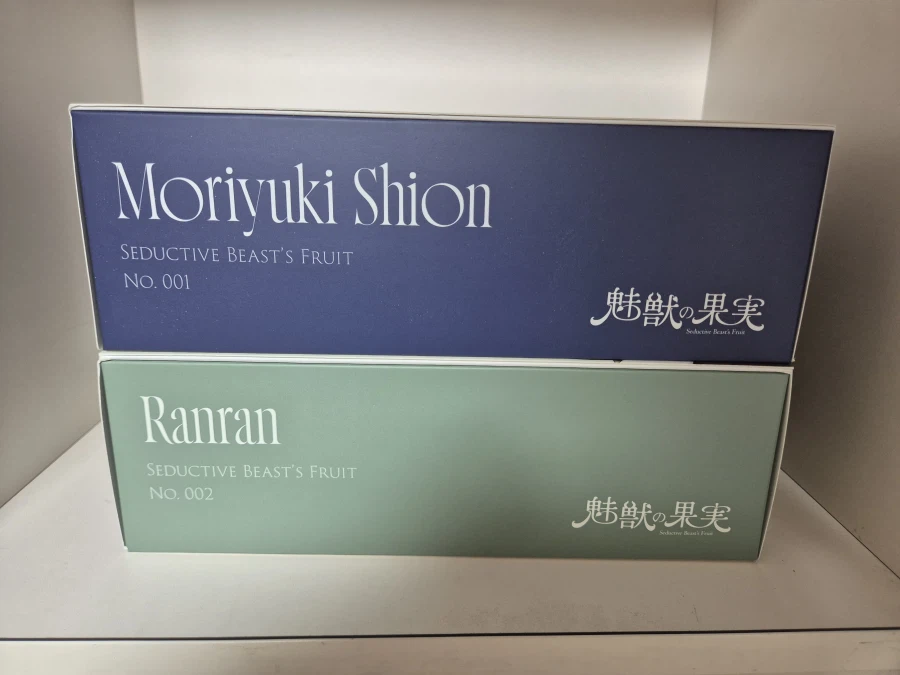 Moriyuki Shion
SEDUCTIVE BEAST'S FRUIT
No. 001
魅獣の果実
Seductive Beast's Fruit
Ranran
SEDUCTIVE BEAST'S FRUIT
No. 002
魅獣の果実
Seductive Beast's Fruit